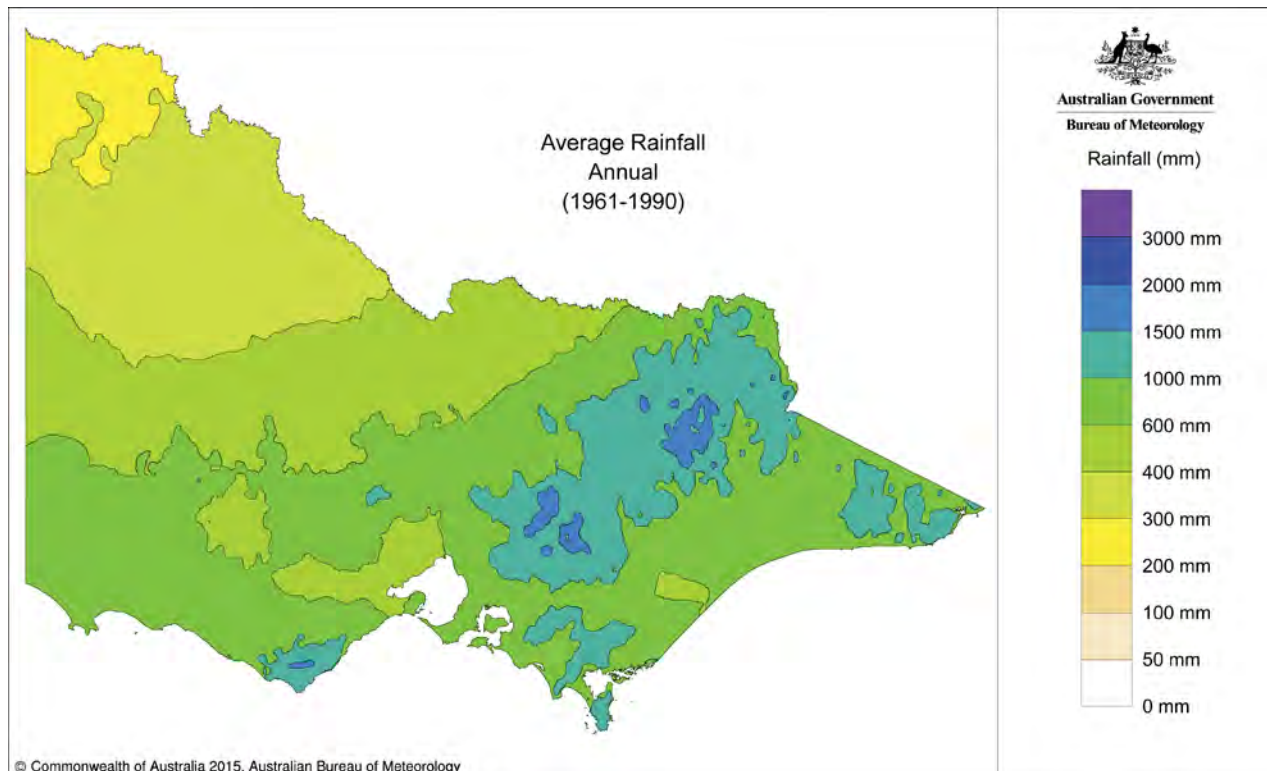 Average Rainfall
Annual
(1961-1990)
Australian Government
Bureau of Meteorology
Rainfall (mm)
3000 mm
2000 mm
1500 mm
1000 mm
600 mm
400 mm
300 mm
200 mm
100 mm
50 mm
0 mm
© Commonwealth of Australia 2015, Australian Bureau of Meteorology